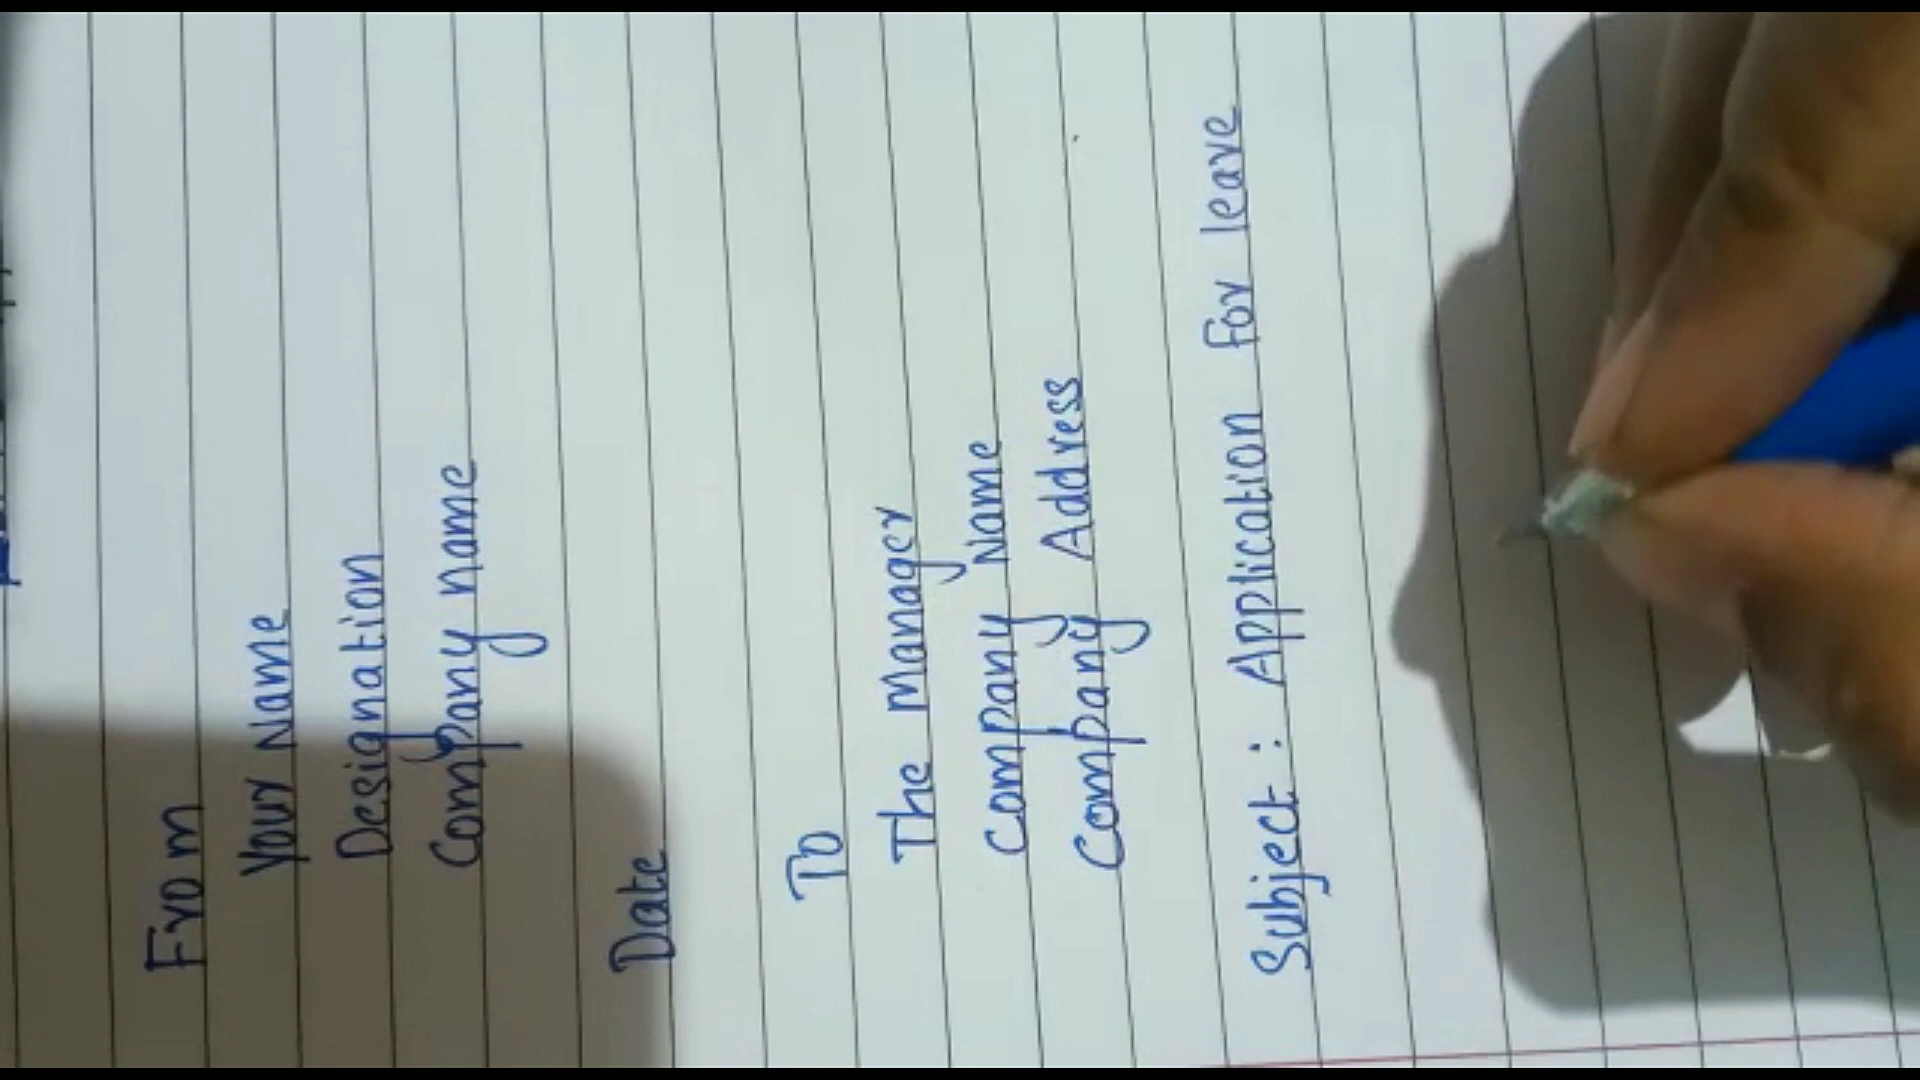 From
Your Name
Designation
Company name
Date
To
The Manager
Company Name
Company Address
Subject : Application For leave